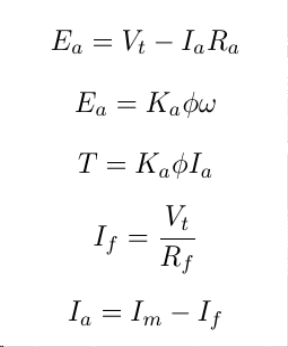 E_a = V_t − I_a R_a
E_a = K_a ϕ ω
T = K_a ϕ I_a
I_f = V_t / R_f
I_a = I_m − I_f